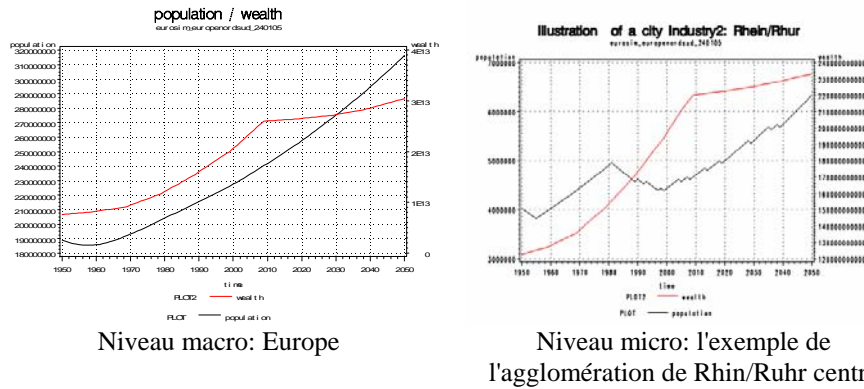 population / wealth
eurosim_europenordsud_240105
population
wealth
320000000
310000000
300000000
290000000
280000000
270000000
260000000
250000000
240000000
230000000
220000000
210000000
200000000
190000000
180000000
4E13
3E13
2E13
1E13
0
1950 1960 1970 1980 1990 2000 2010 2020 2030 2040 2050
time
PLOT2 wealth
PLOT population
Niveau macro: Europe
Illustration of a city Industry2: Rhein/Rhur
eurosim_europenordsud_240105
population
wealth
7000000
6000000
5000000
4000000
3000000
1950 1960 1970 1980 1990 2000 2010 2020 2030 2040 2050
time
PLOT2 wealth
PLOT population
Niveau micro: l'exemple de
l'agglomération de Rhin/Ruhr centr